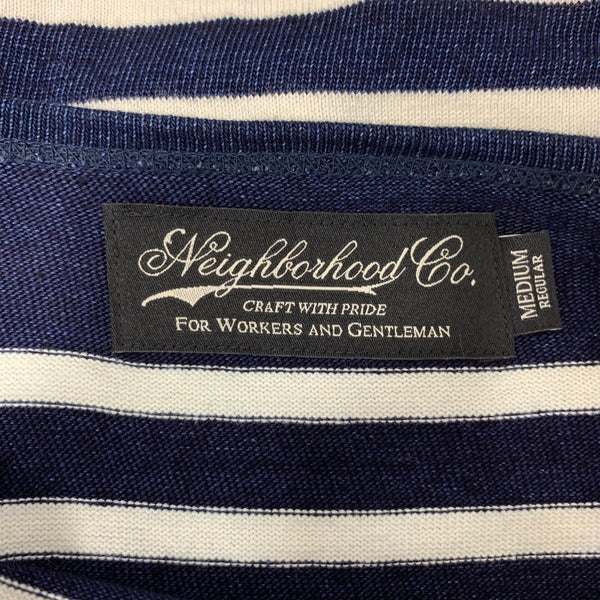 Neighborhood Co.
CRAFT WITH PRIDE
FOR WORKERS AND GENTLEMAN
MEDIUM
REGULAR